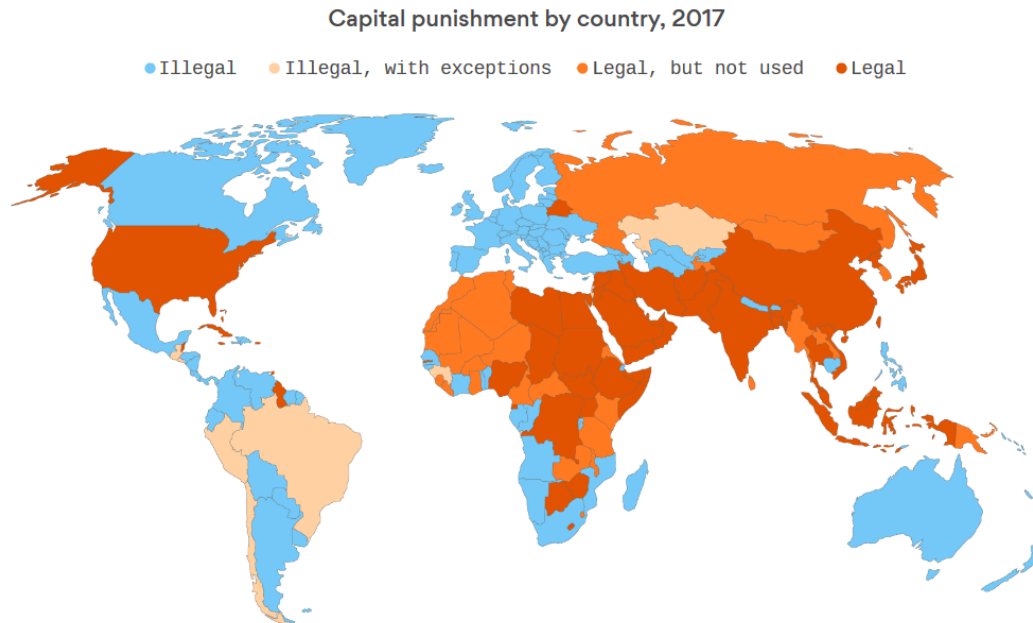 Capital punishment by country, 2017
Illegal Illegal, with exceptions Legal, but not used Legal